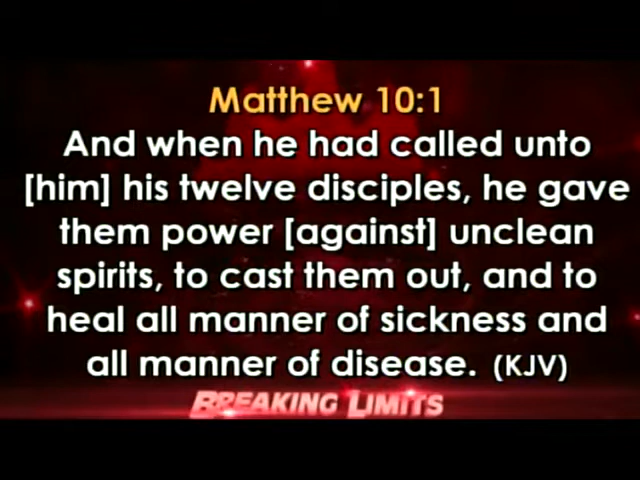 Matthew 10:1
And when he had called unto
[him] his twelve disciples, he gave
them power [against] unclean
spirits, to cast them out, and to
heal all manner of sickness and
all manner of disease. (KJV)
BREAKING LIMITS